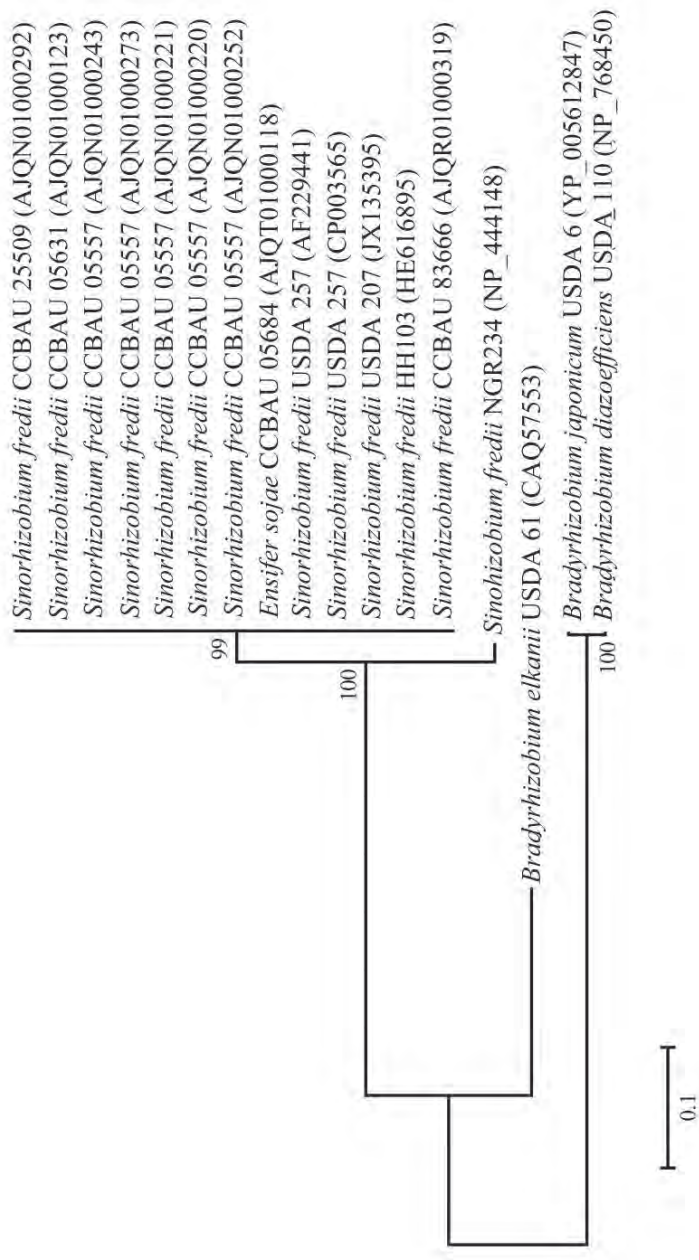 Sinorhizobium fredii CCBAU 25509 (AJQN01000292)
Sinorhizobium fredii CCBAU 05631 (AJQN01000123)
Sinorhizobium fredii CCBAU 05557 (AJQN01000243)
Sinorhizobium fredii CCBAU 05557 (AJQN01000273)
Sinorhizobium fredii CCBAU 05557 (AJQN01000221)
Sinorhizobium fredii CCBAU 05557 (AJQN01000220)
Sinorhizobium fredii CCBAU 05557 (AJQN01000252)
Ensifer sojae CCBAU 05684 (AJQT01000118)
Sinorhizobium fredii USDA 257 (AF229441)
Sinorhizobium fredii USDA 257 (CP003565)
Sinorhizobium fredii USDA 207 (JX135395)
Sinorhizobium fredii HH103 (HE616895)
Sinorhizobium fredii CCBAU 83666 (AJQR01000319)
Sinohizobium fredii NGR234 (NP_444148)
Bradyrhizobium elkanii USDA 61 (CAQ57553)
Bradyrhizobium japonicum USDA 6 (YP_005612847)
Bradyrhizobium diazoefficiens USDA_110 (NP_768450)
99
100
100
0.1